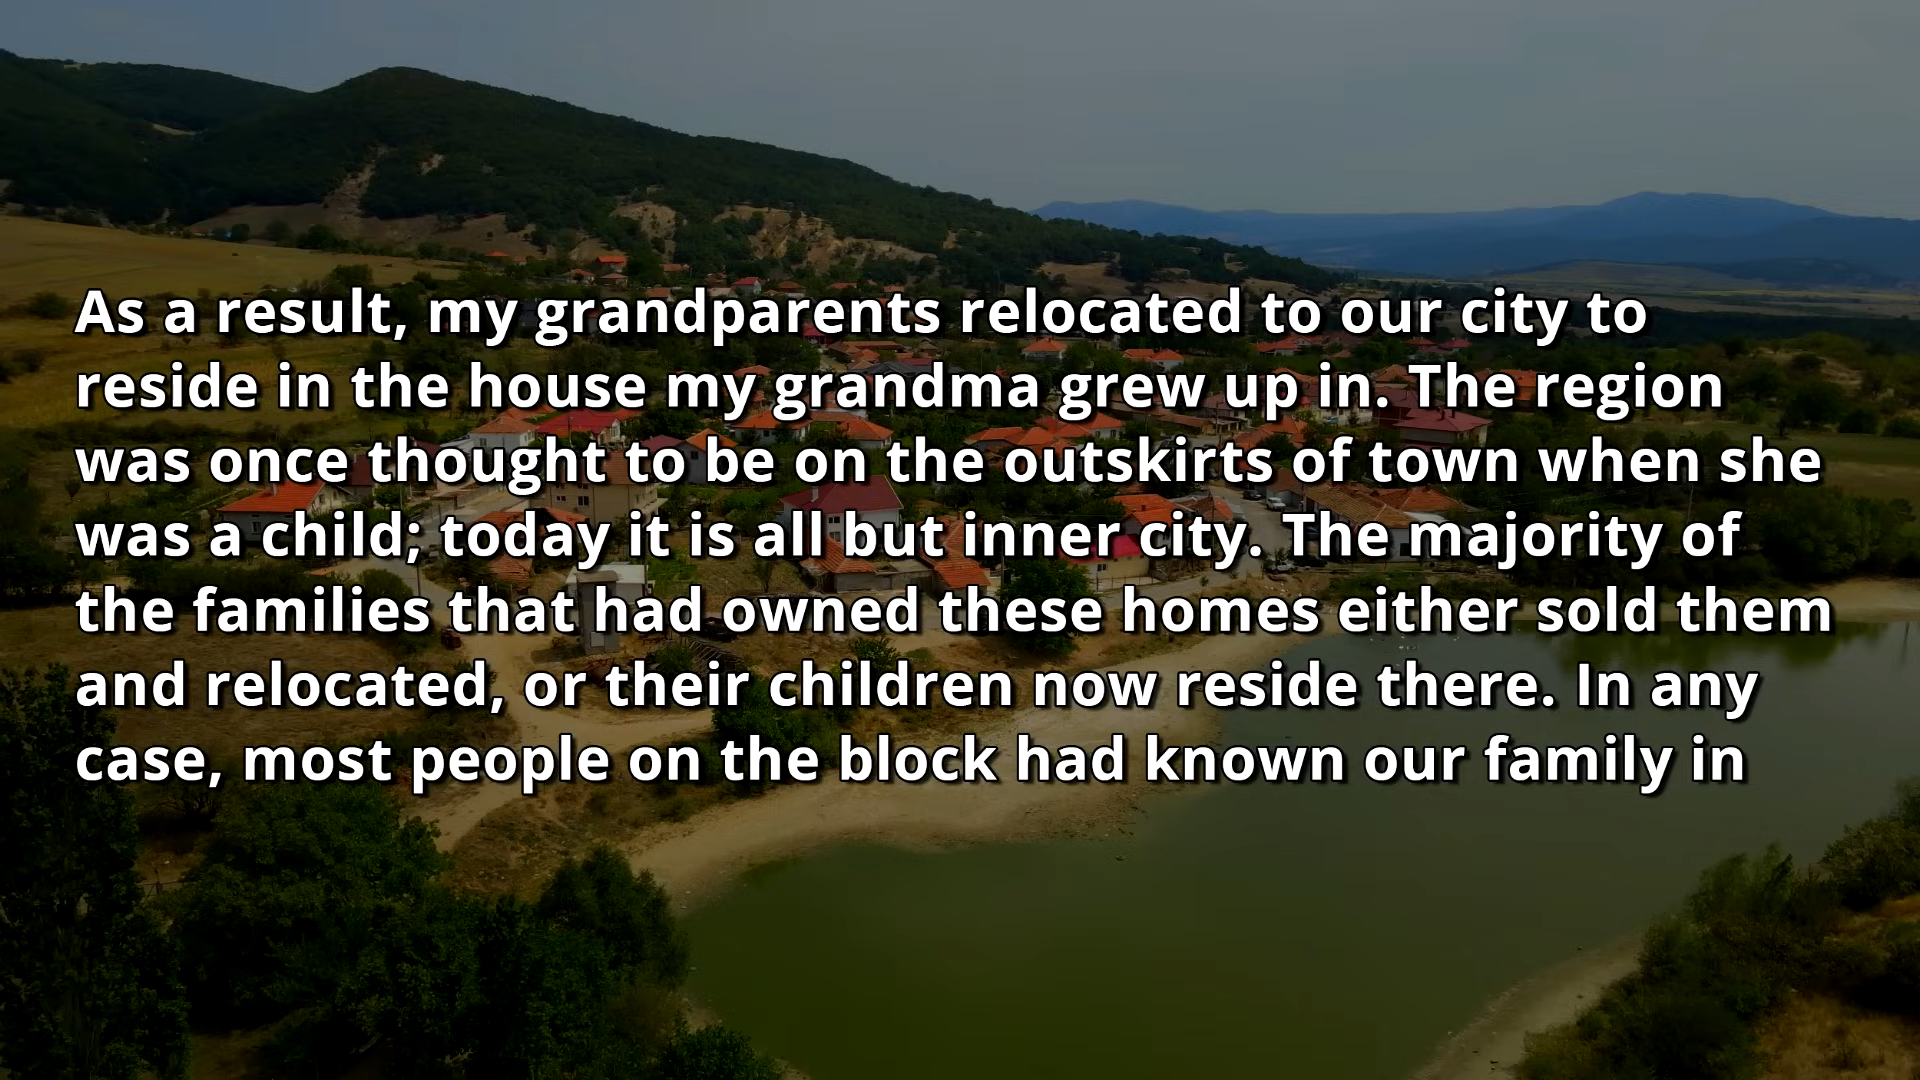 As a result, my grandparents relocated to our city to
reside in the house my grandma grew up in. The region
was once thought to be on the outskirts of town when she
was a child; today it is all but inner city. The majority of
the families that had owned these homes either sold them
and relocated, or their children now reside there. In any
case, most people on the block had known our family in